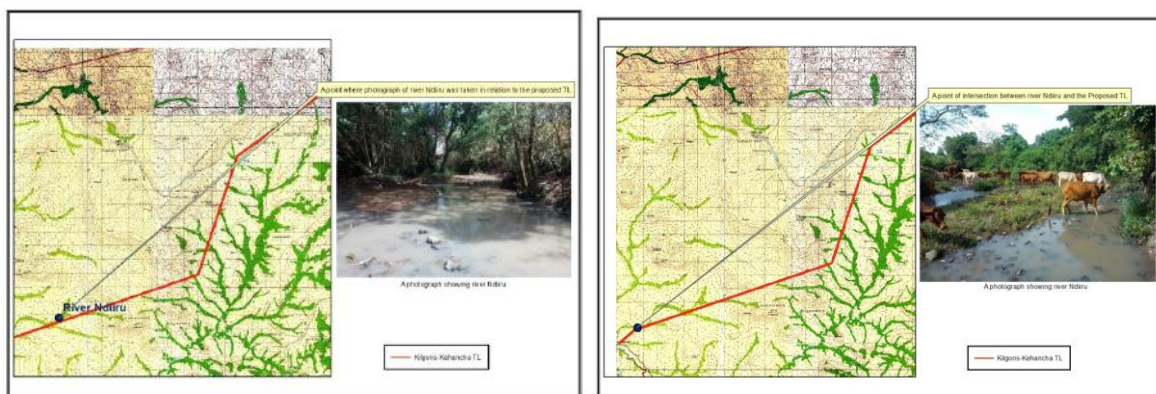 A point where photograph of river Ndiiru was taken in relation to the proposed TL
River Ndiiru
A photograph showing river Ndiiru
Kilgoris-Kehancha TL
A point of intersection between river Ndiiru and the Proposed TL
A photograph showing river Ndiiru
Kilgoris-Kehancha TL